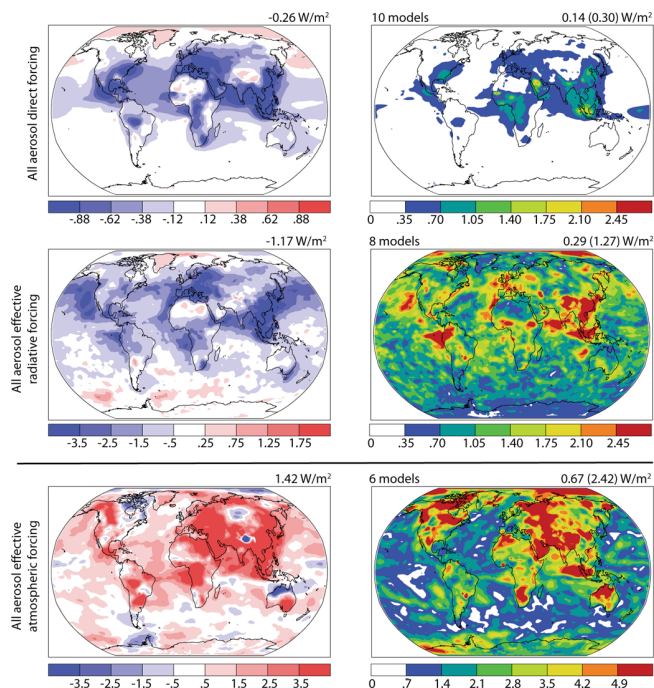 -0.26 W/m²
10 models 0.14 (0.30) W/m²
All aerosol direct forcing
-.88 -.62 -.38 -.12 .12 .38 .62 .88
0 .35 .70 1.05 1.40 1.75 2.10 2.45
-1.17 W/m²
8 models 0.29 (1.27) W/m²
All aerosol effective
radiative forcing
-3.5 -2.5 -1.5 -.5 .25 .75 1.25 1.75
0 .35 .70 1.05 1.40 1.75 2.10 2.45
1.42 W/m²
6 models 0.67 (2.42) W/m²
All aerosol effective
atmospheric forcing
-3.5 -2.5 -1.5 -.5 .5 1.5 2.5 3.5
0 .7 1.4 2.1 2.8 3.5 4.2 4.9